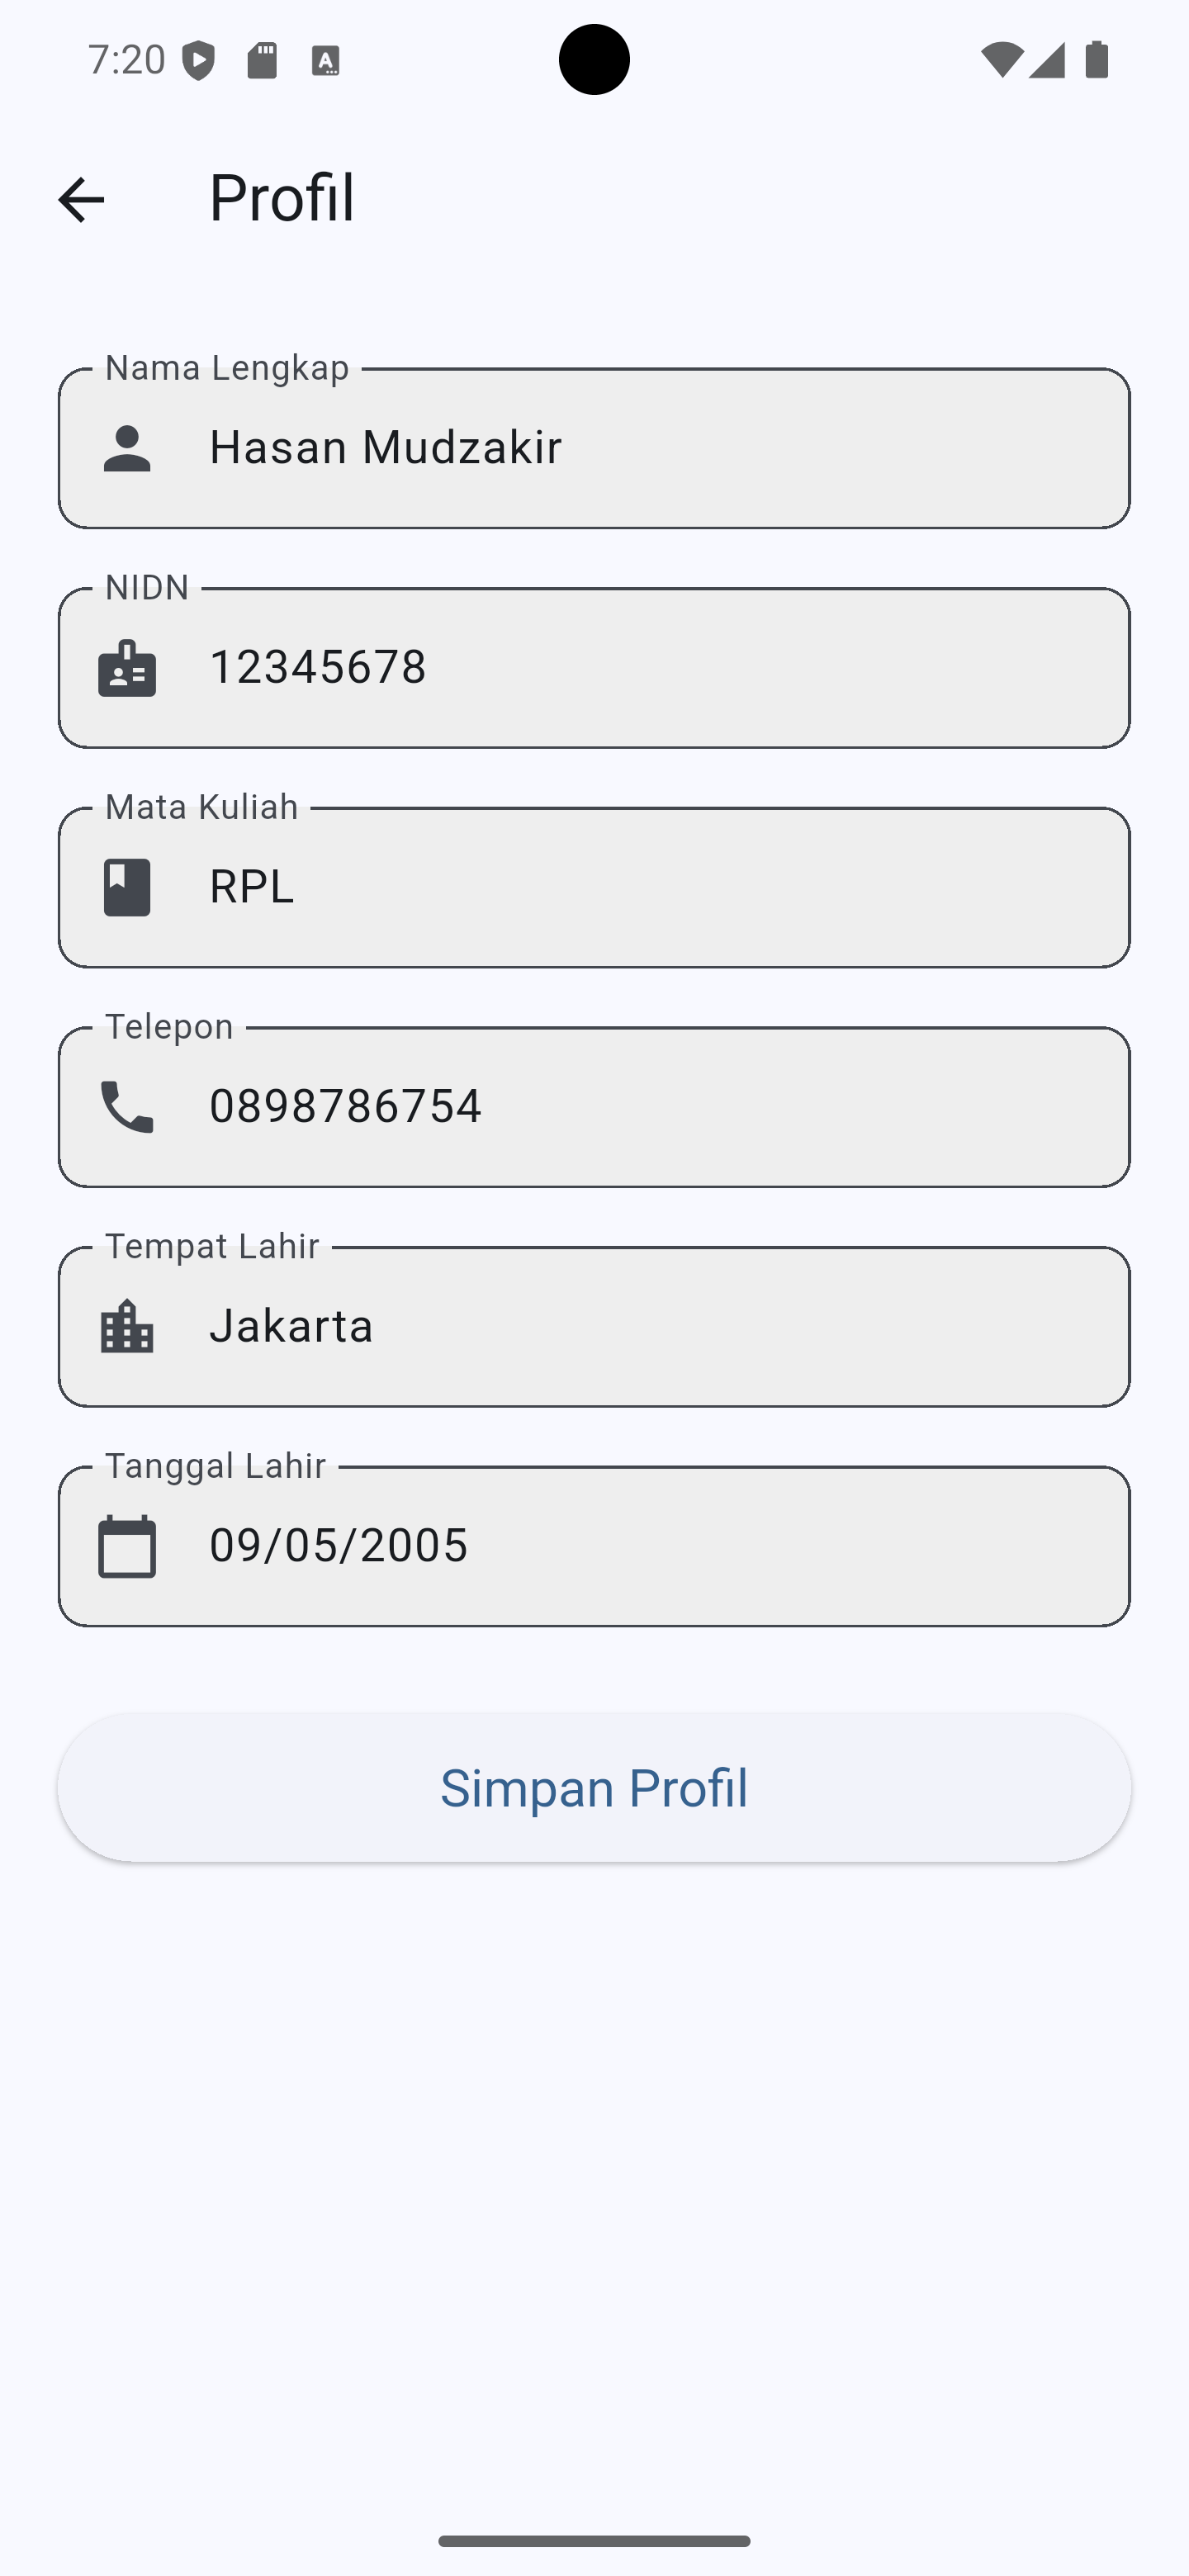 7:20
Profil
Nama Lengkap
Hasan Mudzakir
NIDN
12345678
Mata Kuliah
RPL
Telepon
0898786754
Tempat Lahir
Jakarta
Tanggal Lahir
09/05/2005
Simpan Profil